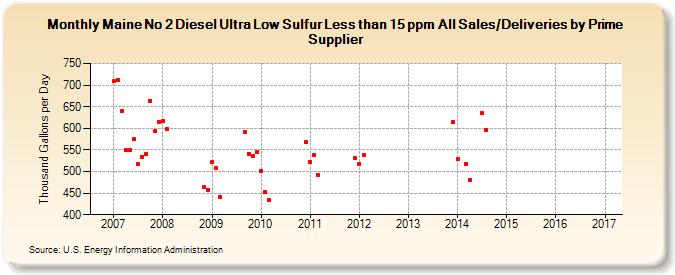 Monthly Maine No 2 Diesel Ultra Low Sulfur Less than 15 ppm All Sales/Deliveries by Prime
Supplier
Thousand Gallons per Day
750
700
650
600
550
500
450
400
2007 2008 2009 2010 2011 2012 2013 2014 2015 2016 2017
Source: U.S. Energy Information Administration